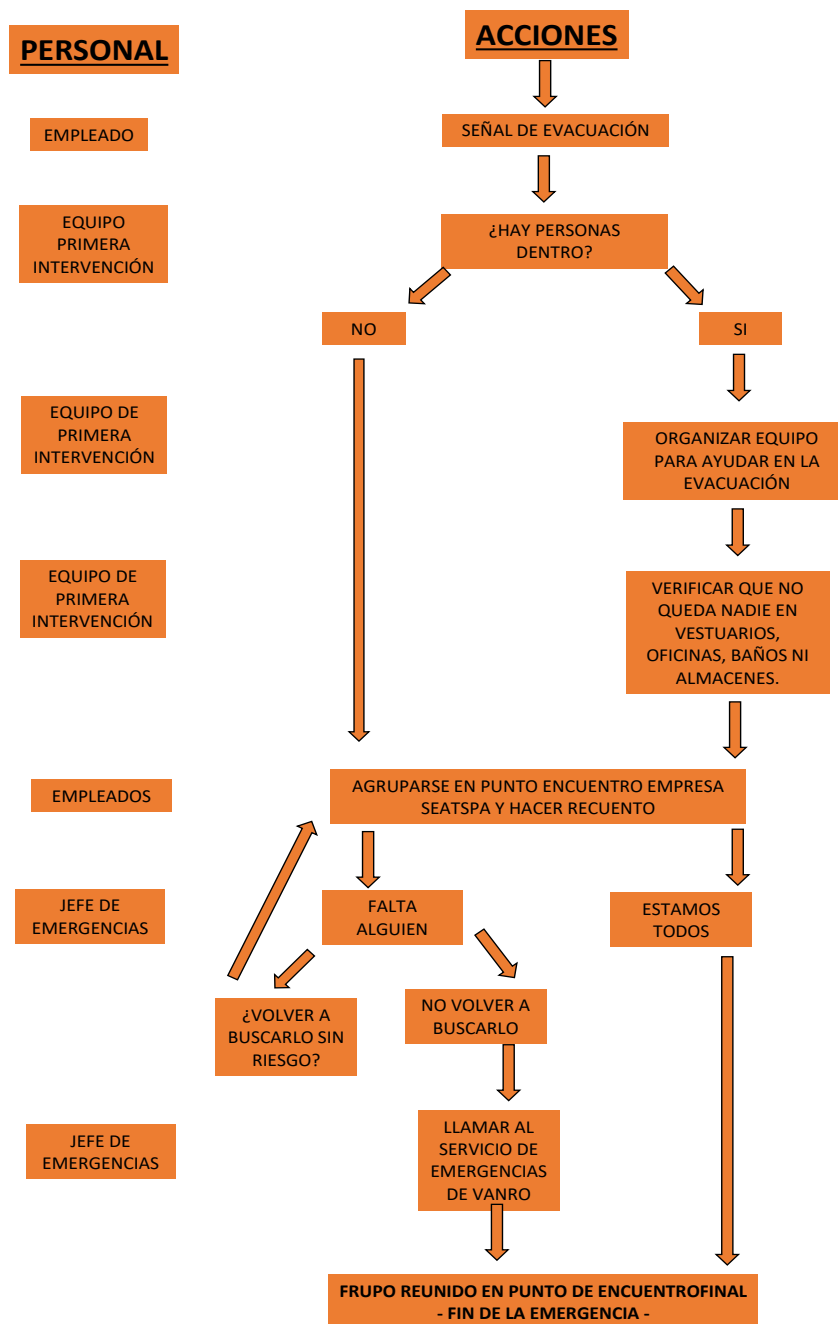 PERSONAL
ACCIONES
EMPLEADO
SEÑAL DE EVACUACIÓN
EQUIPO
PRIMERA
INTERVENCIÓN
¿HAY PERSONAS
DENTRO?
NO
SI
EQUIPO DE
PRIMERA
INTERVENCIÓN
ORGANIZAR EQUIPO
PARA AYUDAR EN LA
EVACUACIÓN
EQUIPO DE
PRIMERA
INTERVENCIÓN
VERIFICAR QUE NO
QUEDA NADIE EN
VESTUARIOS,
OFICINAS, BAÑOS NI
ALMACENES.
EMPLEADOS
AGRUPARSE EN PUNTO ENCUENTRO EMPRESA
SEATSPA Y HACER RECUENTO
JEFE DE
EMERGENCIAS
FALTA
ALGUIEN
ESTAMOS
TODOS
¿VOLVER A
BUSCARLO SIN
RIESGO?
NO VOLVER A
BUSCARLO
JEFE DE
EMERGENCIAS
LLAMAR AL
SERVICIO DE
EMERGENCIAS
DE VANRO
FRUPO REUNIDO EN PUNTO DE ENCUENTROFINAL
- FIN DE LA EMERGENCIA -